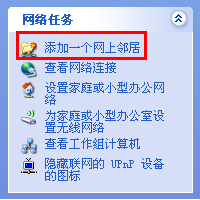 网络任务
添加一个网上邻居
查看网络连接
设置家庭或小型办公网
络
为家庭或小型办公室设
置无线网络
查看工作组计算机
隐藏联网的 UPnP 设备
的图标